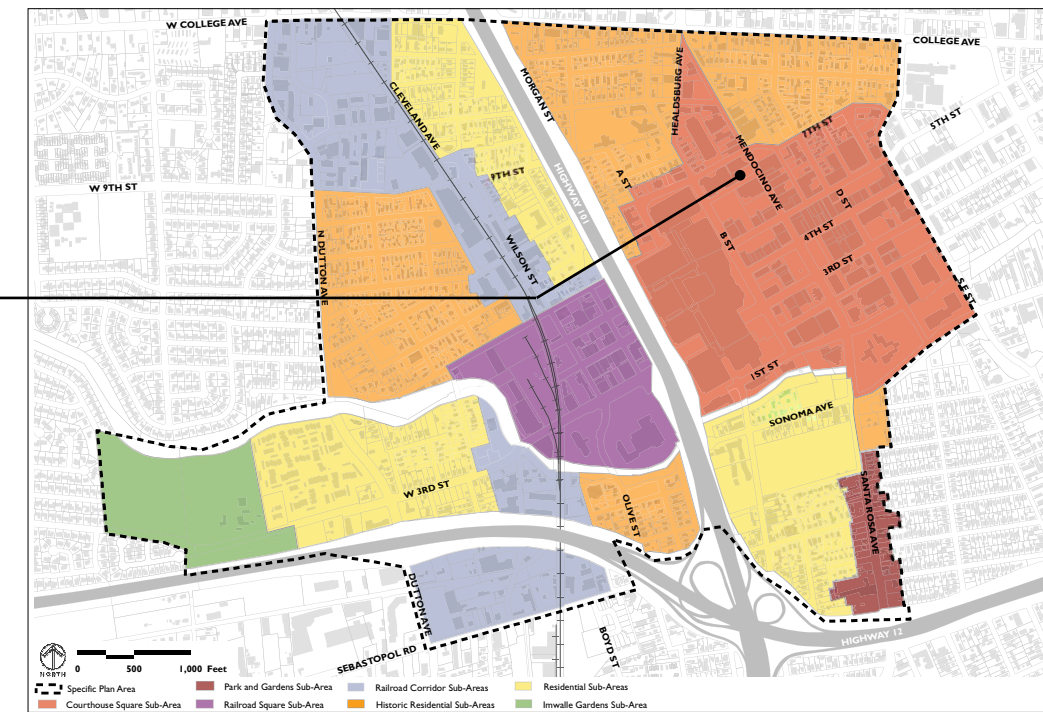 W COLLEGE AVE
COLLEGE AVE
MORGAN ST
HEALDSBURG AVE
CLEVELAND AVE
5TH ST
7TH ST
MENDOCINO AVE
9TH ST
A ST
HIGHWAY 101
W 9TH ST
D ST
4TH ST
B ST
N DUTTON AVE
WILSON ST
3RD ST
S E ST
1ST ST
SONOMA AVE
W 3RD ST
OLIVE ST
SANTA ROSA AVE
DUTTON AVE
HIGHWAY 12
BOYD ST
SEBASTOPOL RD
NORTH
0 500 1,000 Feet
Specific Plan Area
Park and Gardens Sub-Area
Railroad Corridor Sub-Areas
Residential Sub-Areas
Courthouse Square Sub-Area
Railroad Square Sub-Area
Historic Residential Sub-Areas
Imwalle Gardens Sub-Area